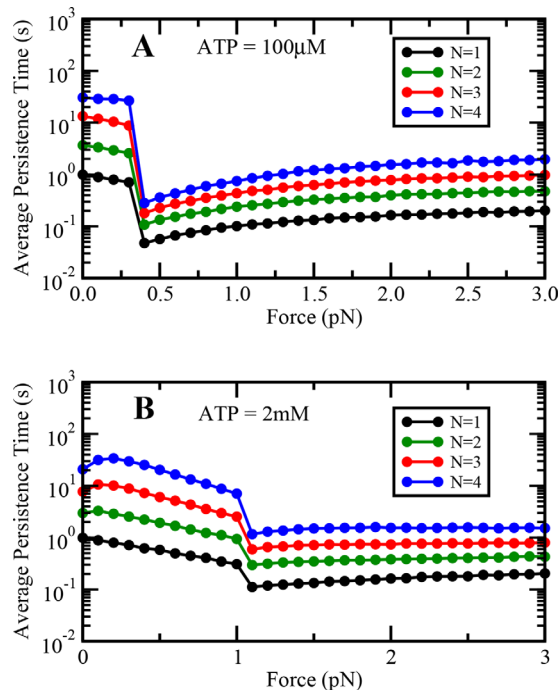 A
ATP = 100μM
N=1
N=2
N=3
N=4
Average Persistence Time (s)
10^3
10^2
10^1
10^0
10^-1
10^-2
0.0 0.5 1.0 1.5 2.0 2.5 3.0
Force (pN)
B
ATP = 2mM
N=1
N=2
N=3
N=4
Average Persistence Time (s)
10^3
10^2
10^1
10^0
10^-1
10^-2
0 1 2 3
Force (pN)